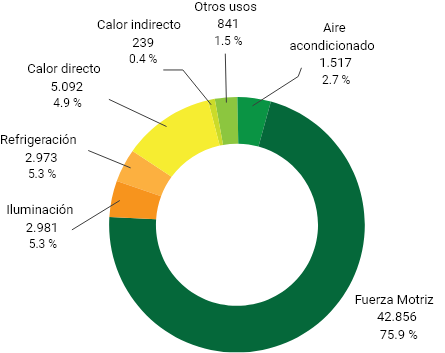 Otros usos
841
1.5 %
Calor indirecto
239
0.4 %
Aire
acondicionado
1.517
2.7 %
Calor directo
5.092
4.9 %
Refrigeración
2.973
5.3 %
Iluminación
2.981
5.3 %
Fuerza Motriz
42.856
75.9 %